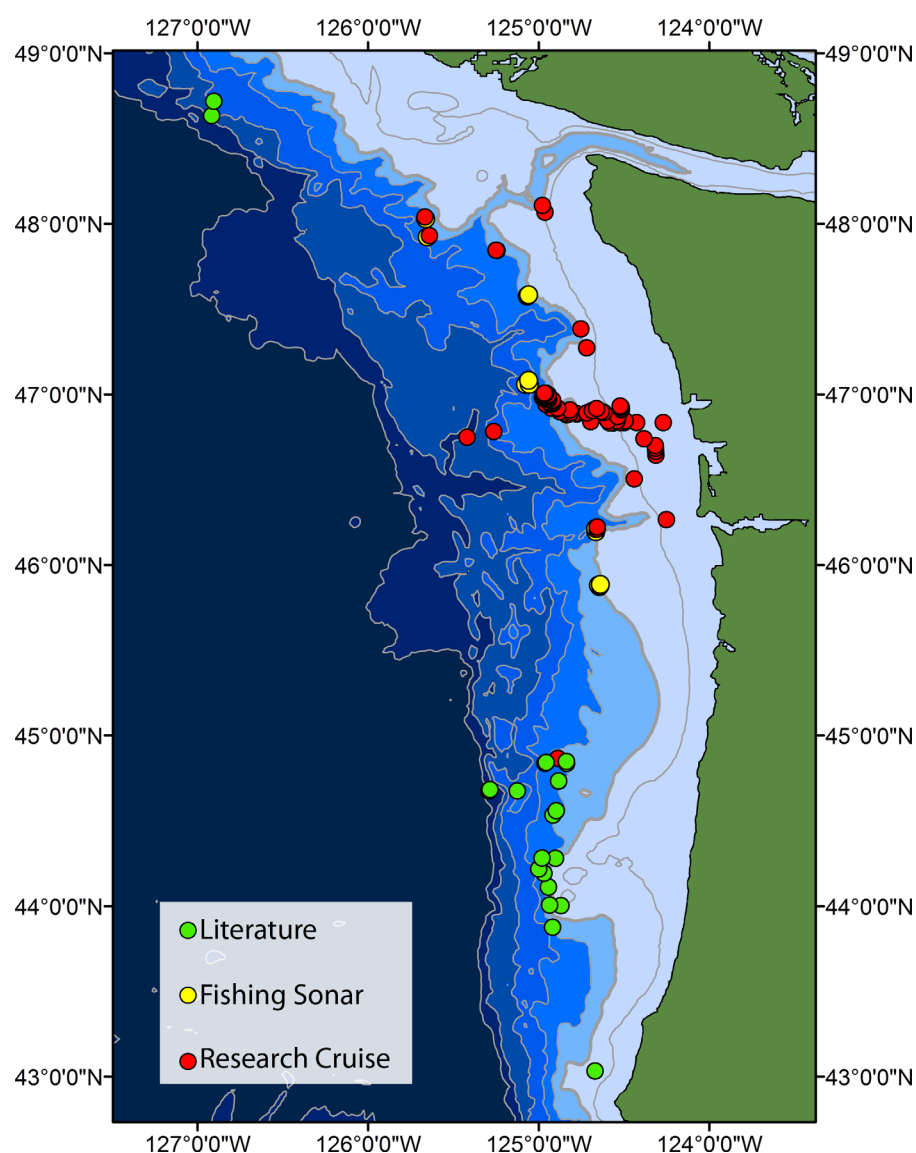 127°0'0"W 126°0'0"W 125°0'0"W 124°0'0"W
49°0'0"N 49°0'0"N
48°0'0"N 48°0'0"N
47°0'0"N 47°0'0"N
46°0'0"N 46°0'0"N
45°0'0"N 45°0'0"N
44°0'0"N 44°0'0"N
Literature
Fishing Sonar
Research Cruise
43°0'0"N 43°0'0"N
127°0'0"W 126°0'0"W 125°0'0"W 124°0'0"W